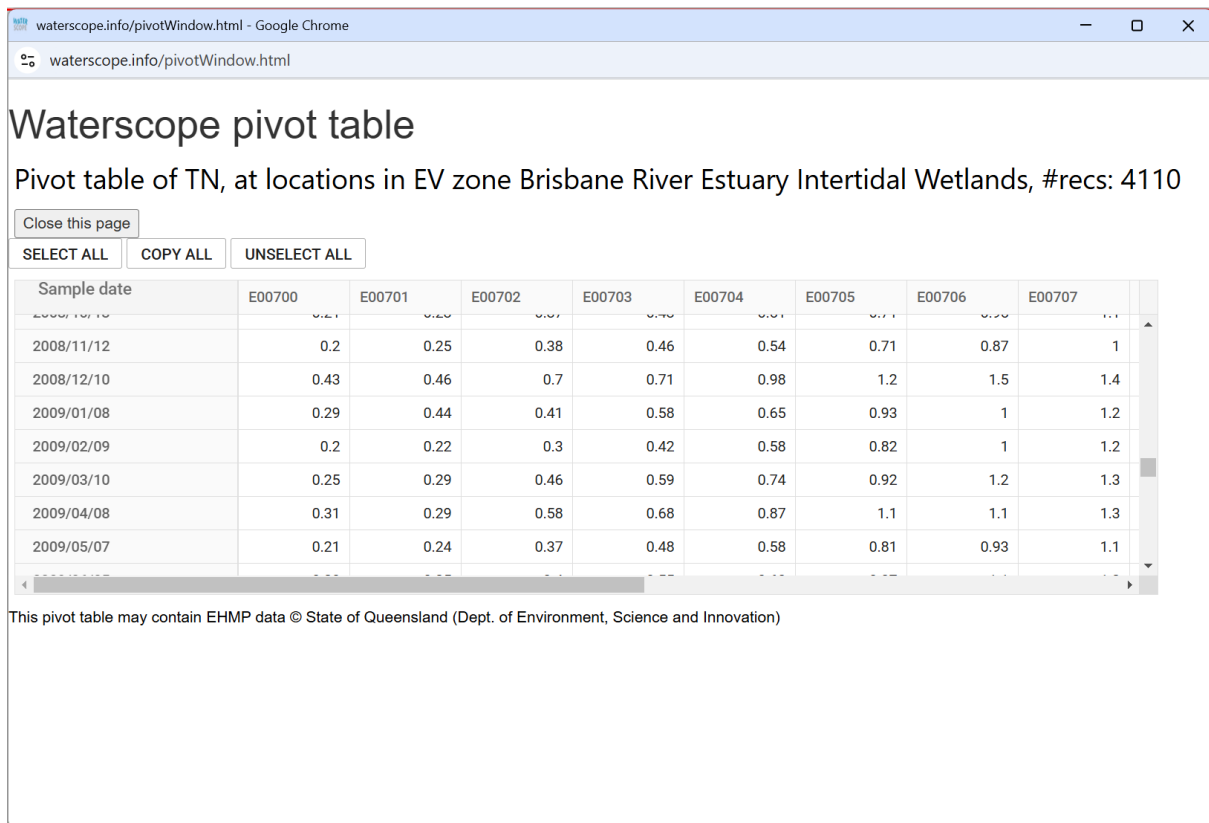 waterscope.info/pivotWindow.html - Google Chrome
waterscope.info/pivotWindow.html
Waterscope pivot table
Pivot table of TN, at locations in EV zone Brisbane River Estuary Intertidal Wetlands, #recs: 4110
Close this page
SELECT ALL COPY ALL UNSELECT ALL
Sample date E00700 E00701 E00702 E00703 E00704 E00705 E00706 E00707
2008/11/12 0.2 0.25 0.38 0.46 0.54 0.71 0.87 1
2008/12/10 0.43 0.46 0.7 0.71 0.98 1.2 1.5 1.4
2009/01/08 0.29 0.44 0.41 0.58 0.65 0.93 1 1.2
2009/02/09 0.2 0.22 0.3 0.42 0.58 0.82 1 1.2
2009/03/10 0.25 0.29 0.46 0.59 0.74 0.92 1.2 1.3
2009/04/08 0.31 0.29 0.58 0.68 0.87 1.1 1.1 1.3
2009/05/07 0.21 0.24 0.37 0.48 0.58 0.81 0.93 1.1
This pivot table may contain EHMP data © State of Queensland (Dept. of Environment, Science and Innovation)